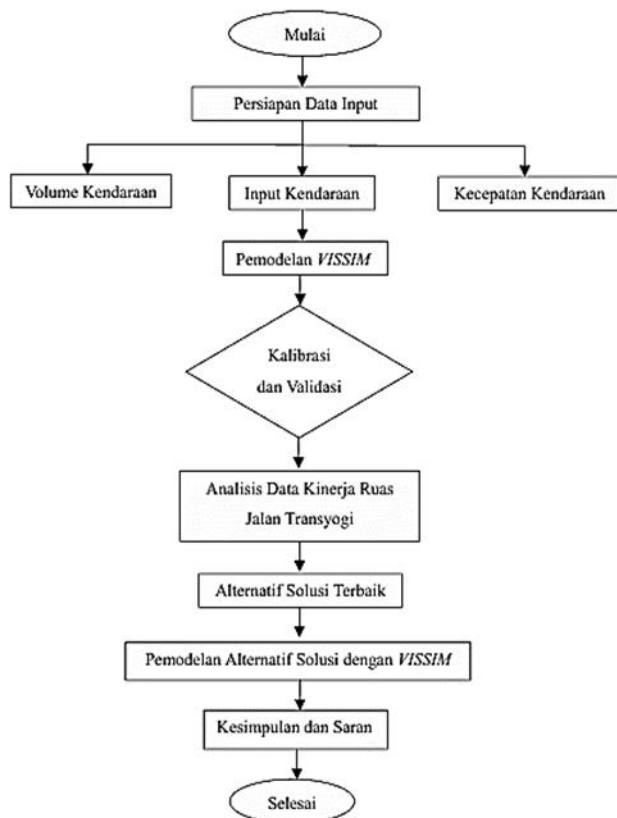 Mulai
Persiapan Data Input
Volume Kendaraan
Input Kendaraan
Kecepatan Kendaraan
Pemodelan VISSIM
Kalibrasi
dan Validasi
Analisis Data Kinerja Ruas
Jalan Transyogi
Alternatif Solusi Terbaik
Pemodelan Alternatif Solusi dengan VISSIM
Kesimpulan dan Saran
Selesai